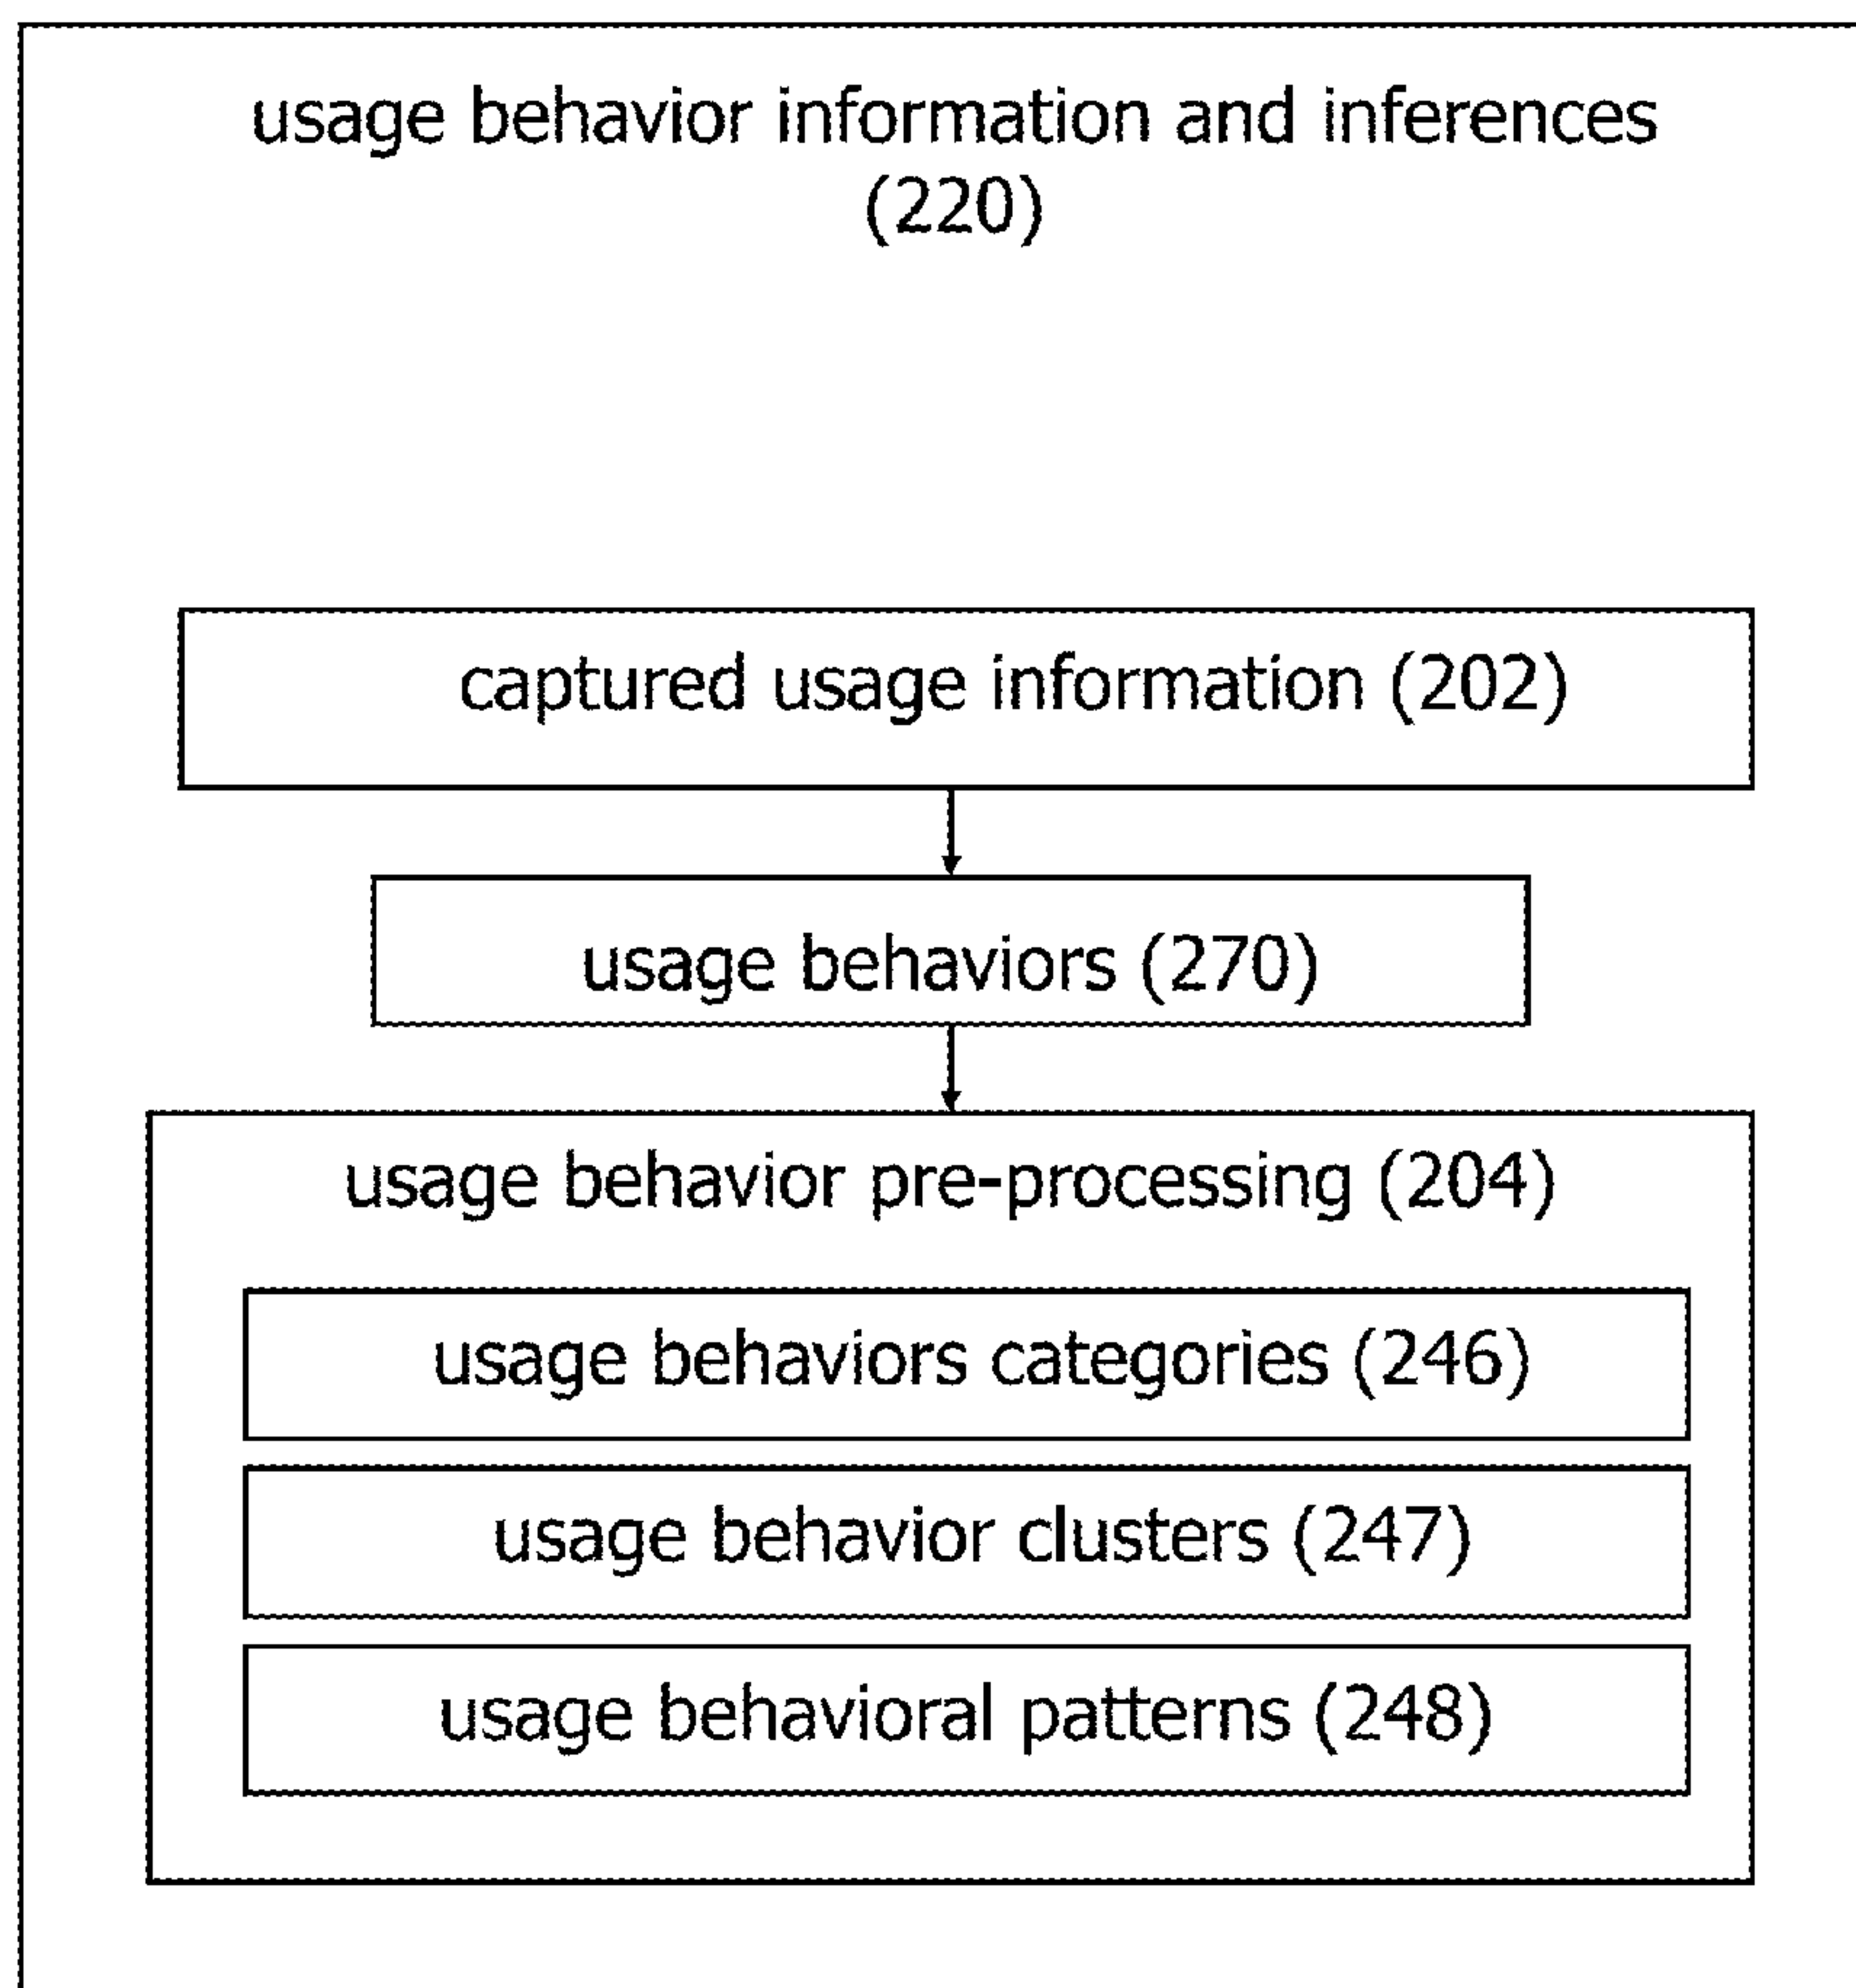 usage behavior information and inferences
(220)
captured usage information (202)
usage behaviors (270)
usage behavior pre-processing (204)
usage behaviors categories (246)
usage behavior clusters (247)
usage behavioral patterns (248)